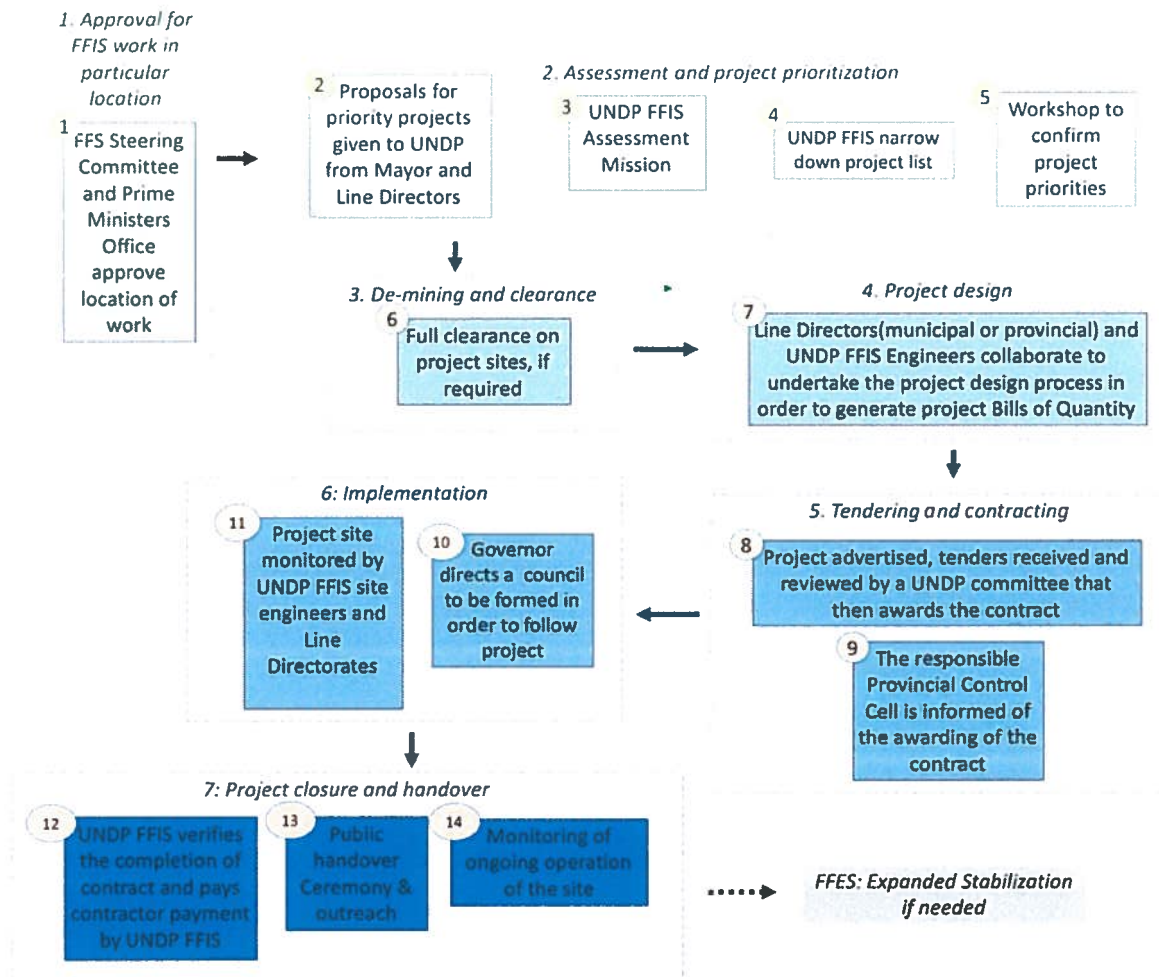 1. Approval for
FFIS work in
particular
location
1
FFS Steering
Committee
and Prime
Ministers
Office
approve
location of
work
2. Assessment and project prioritization
2
Proposals for
priority projects
given to UNDP
from Mayor and
Line Directors
3
UNDP FFIS
Assessment
Mission
4
UNDP FFIS narrow
down project list
5
Workshop to
confirm
project
priorities
3. De-mining and clearance
6
Full clearance on
project sites, if
required
4. Project design
7
Line Directors(municipal or provincial) and
UNDP FFIS Engineers collaborate to
undertake the project design process in
order to generate project Bills of Quantity
5. Tendering and contracting
8
Project advertised, tenders received and
reviewed by a UNDP committee that
then awards the contract
9
The responsible
Provincial Control
Cell is informed of
the awarding of the
contract
6: Implementation
10
Governor
directs a council
to be formed in
order to follow
project
11
Project site
monitored by
UNDP FFIS site
engineers and
Line
Directorates
7: Project closure and handover
12
UNDP FFIS verifies
the completion of
contract and pays
contractor payment
by UNDP FFIS
13
Public
handover
Ceremony &
outreach
14
Monitoring of
ongoing operation
of the site
FFES: Expanded Stabilization
if needed